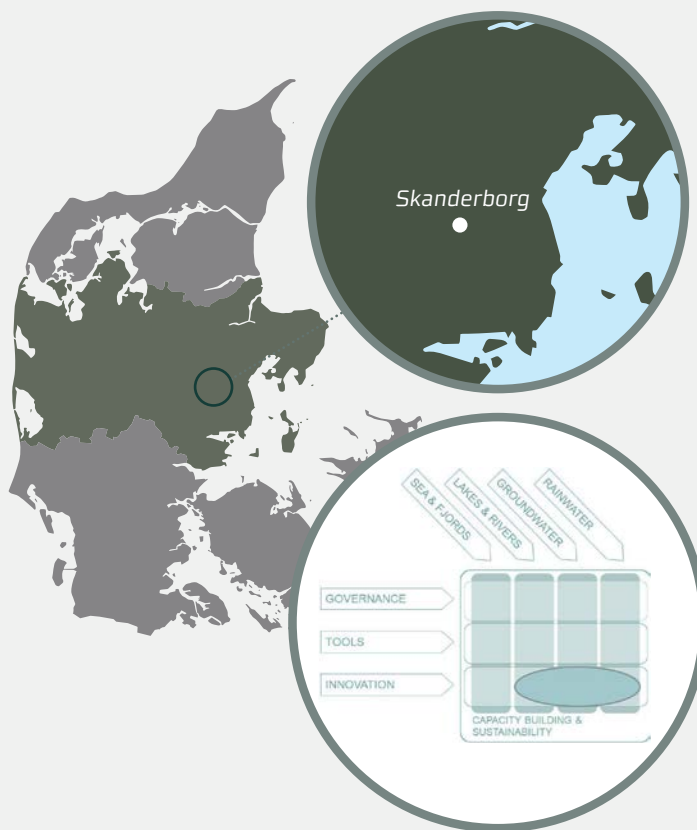 Skanderborg
SEA & FJORDS
LAKES & RIVERS
GROUNDWATER
RAINWATER
GOVERNANCE
TOOLS
INNOVATION
CAPACITY BUILDING &
SUSTAINABILITY